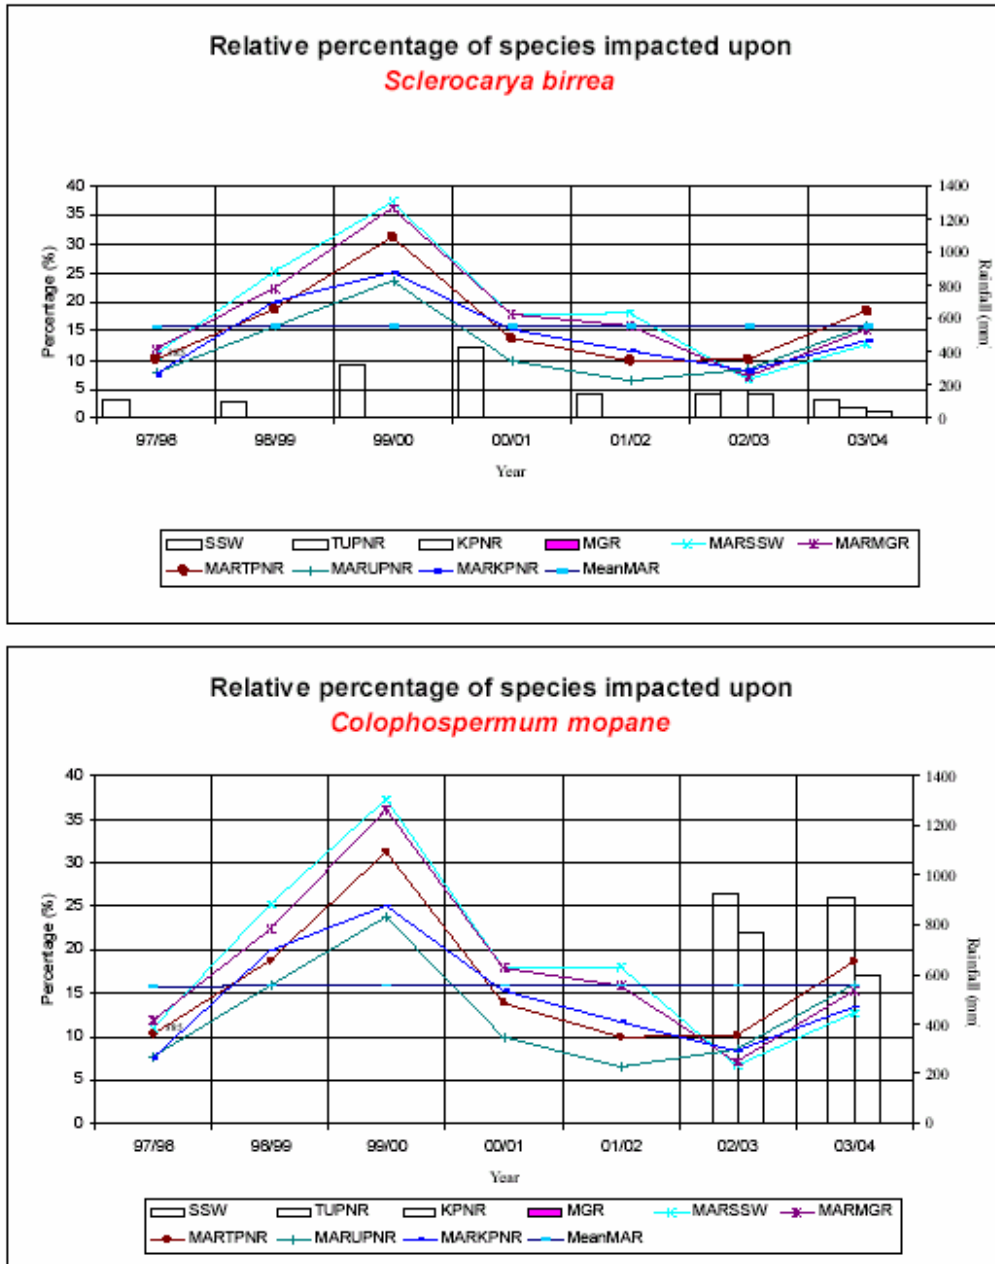 Relative percentage of species impacted upon
Sclerocarya birrea
Percentage (%)
40
35
30
25
20
15
10
5
0
1400
1200
1000
800
600
400
200
0
Rainfall (mm)
97/98 98/99 99/00 00/01 01/02 02/03 03/04
Year
SSW TUPNR KPNR MGR MARSSW MARMGR
MARTPNR MARUPNR MARKPNR MeanMAR
Relative percentage of species impacted upon
Colophospermum mopane
Percentage (%)
40
35
30
25
20
15
10
5
0
1400
1200
1000
800
600
400
200
0
Rainfall (mm)
97/98 98/99 99/00 00/01 01/02 02/03 03/04
Year
SSW TUPNR KPNR MGR MARSSW MARMGR
MARTPNR MARUPNR MARKPNR MeanMAR